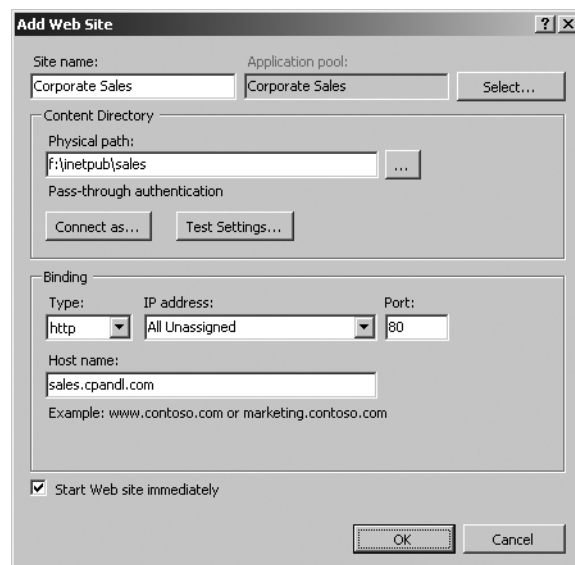 Add Web Site
Site name: Application pool:
Corporate Sales Corporate Sales Select...
Content Directory
Physical path:
f:\inetpub\sales ...
Pass-through authentication
Connect as... Test Settings...
Binding
Type: IP address: Port:
http All Unassigned 80
Host name:
sales.cpandl.com
Example: www.contoso.com or marketing.contoso.com
Start Web site immediately
OK Cancel